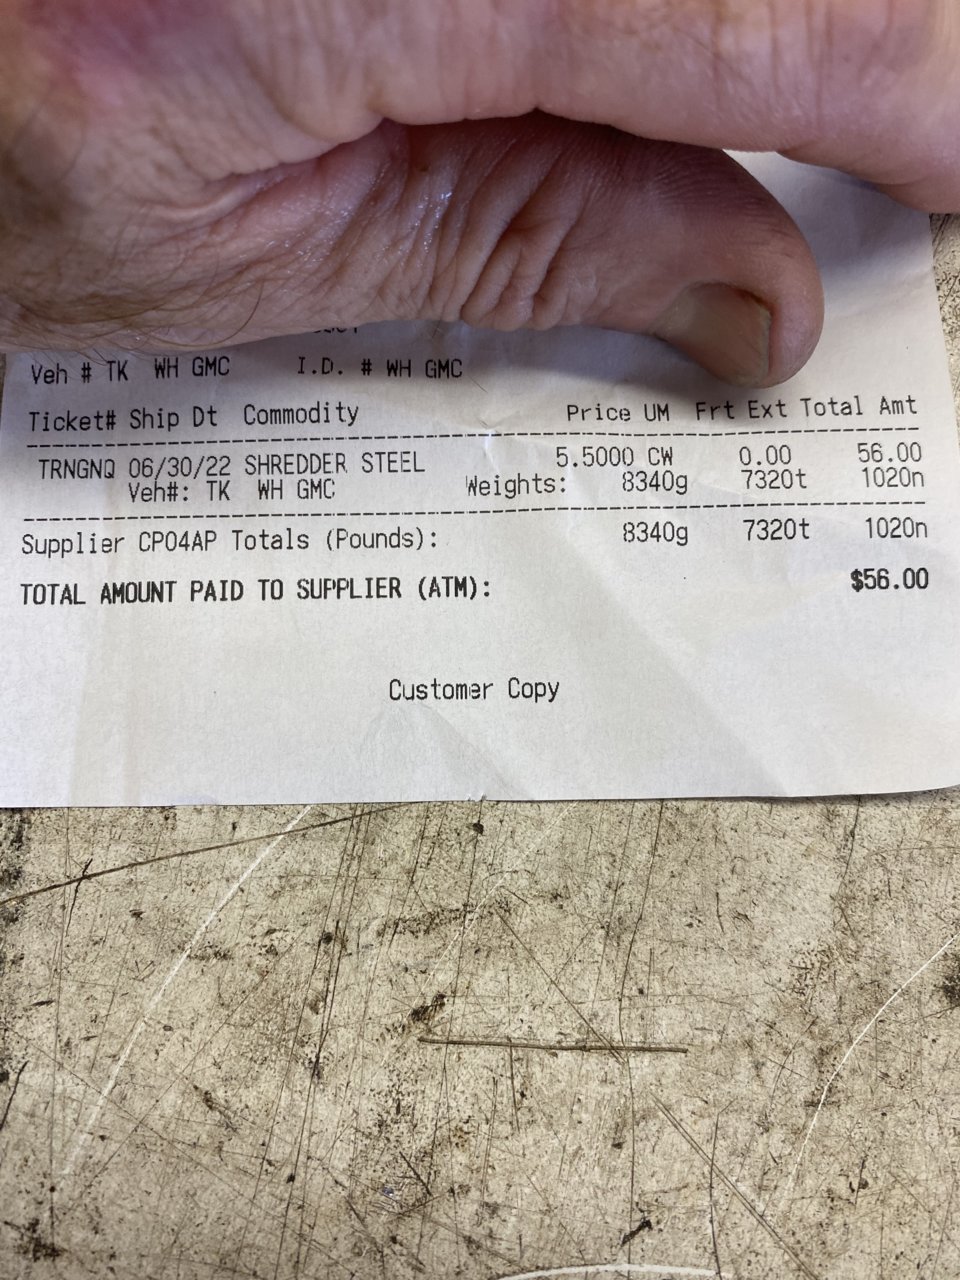 Veh # TK WH GMC I.D. # WH GMC
Ticket# Ship Dt Commodity Price UM Frt Ext Total Amt
TRNGNQ 06/30/22 SHREDDER STEEL 5.5000 CW 0.00 56.00
Veh#: TK WH GMC Weights: 8340g 7320t 1020n
Supplier CP04AP Totals (Pounds): 8340g 7320t 1020n
TOTAL AMOUNT PAID TO SUPPLIER (ATM): $56.00
Customer Copy